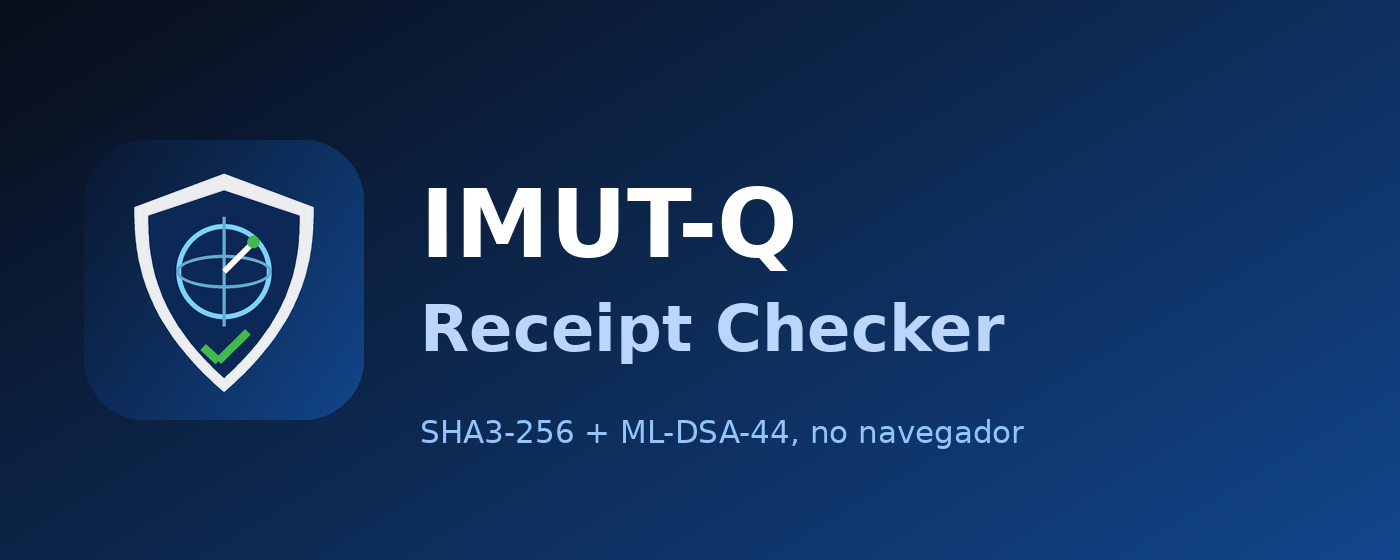 IMUT-Q
Receipt Checker
SHA3-256 + ML-DSA-44, no navegador